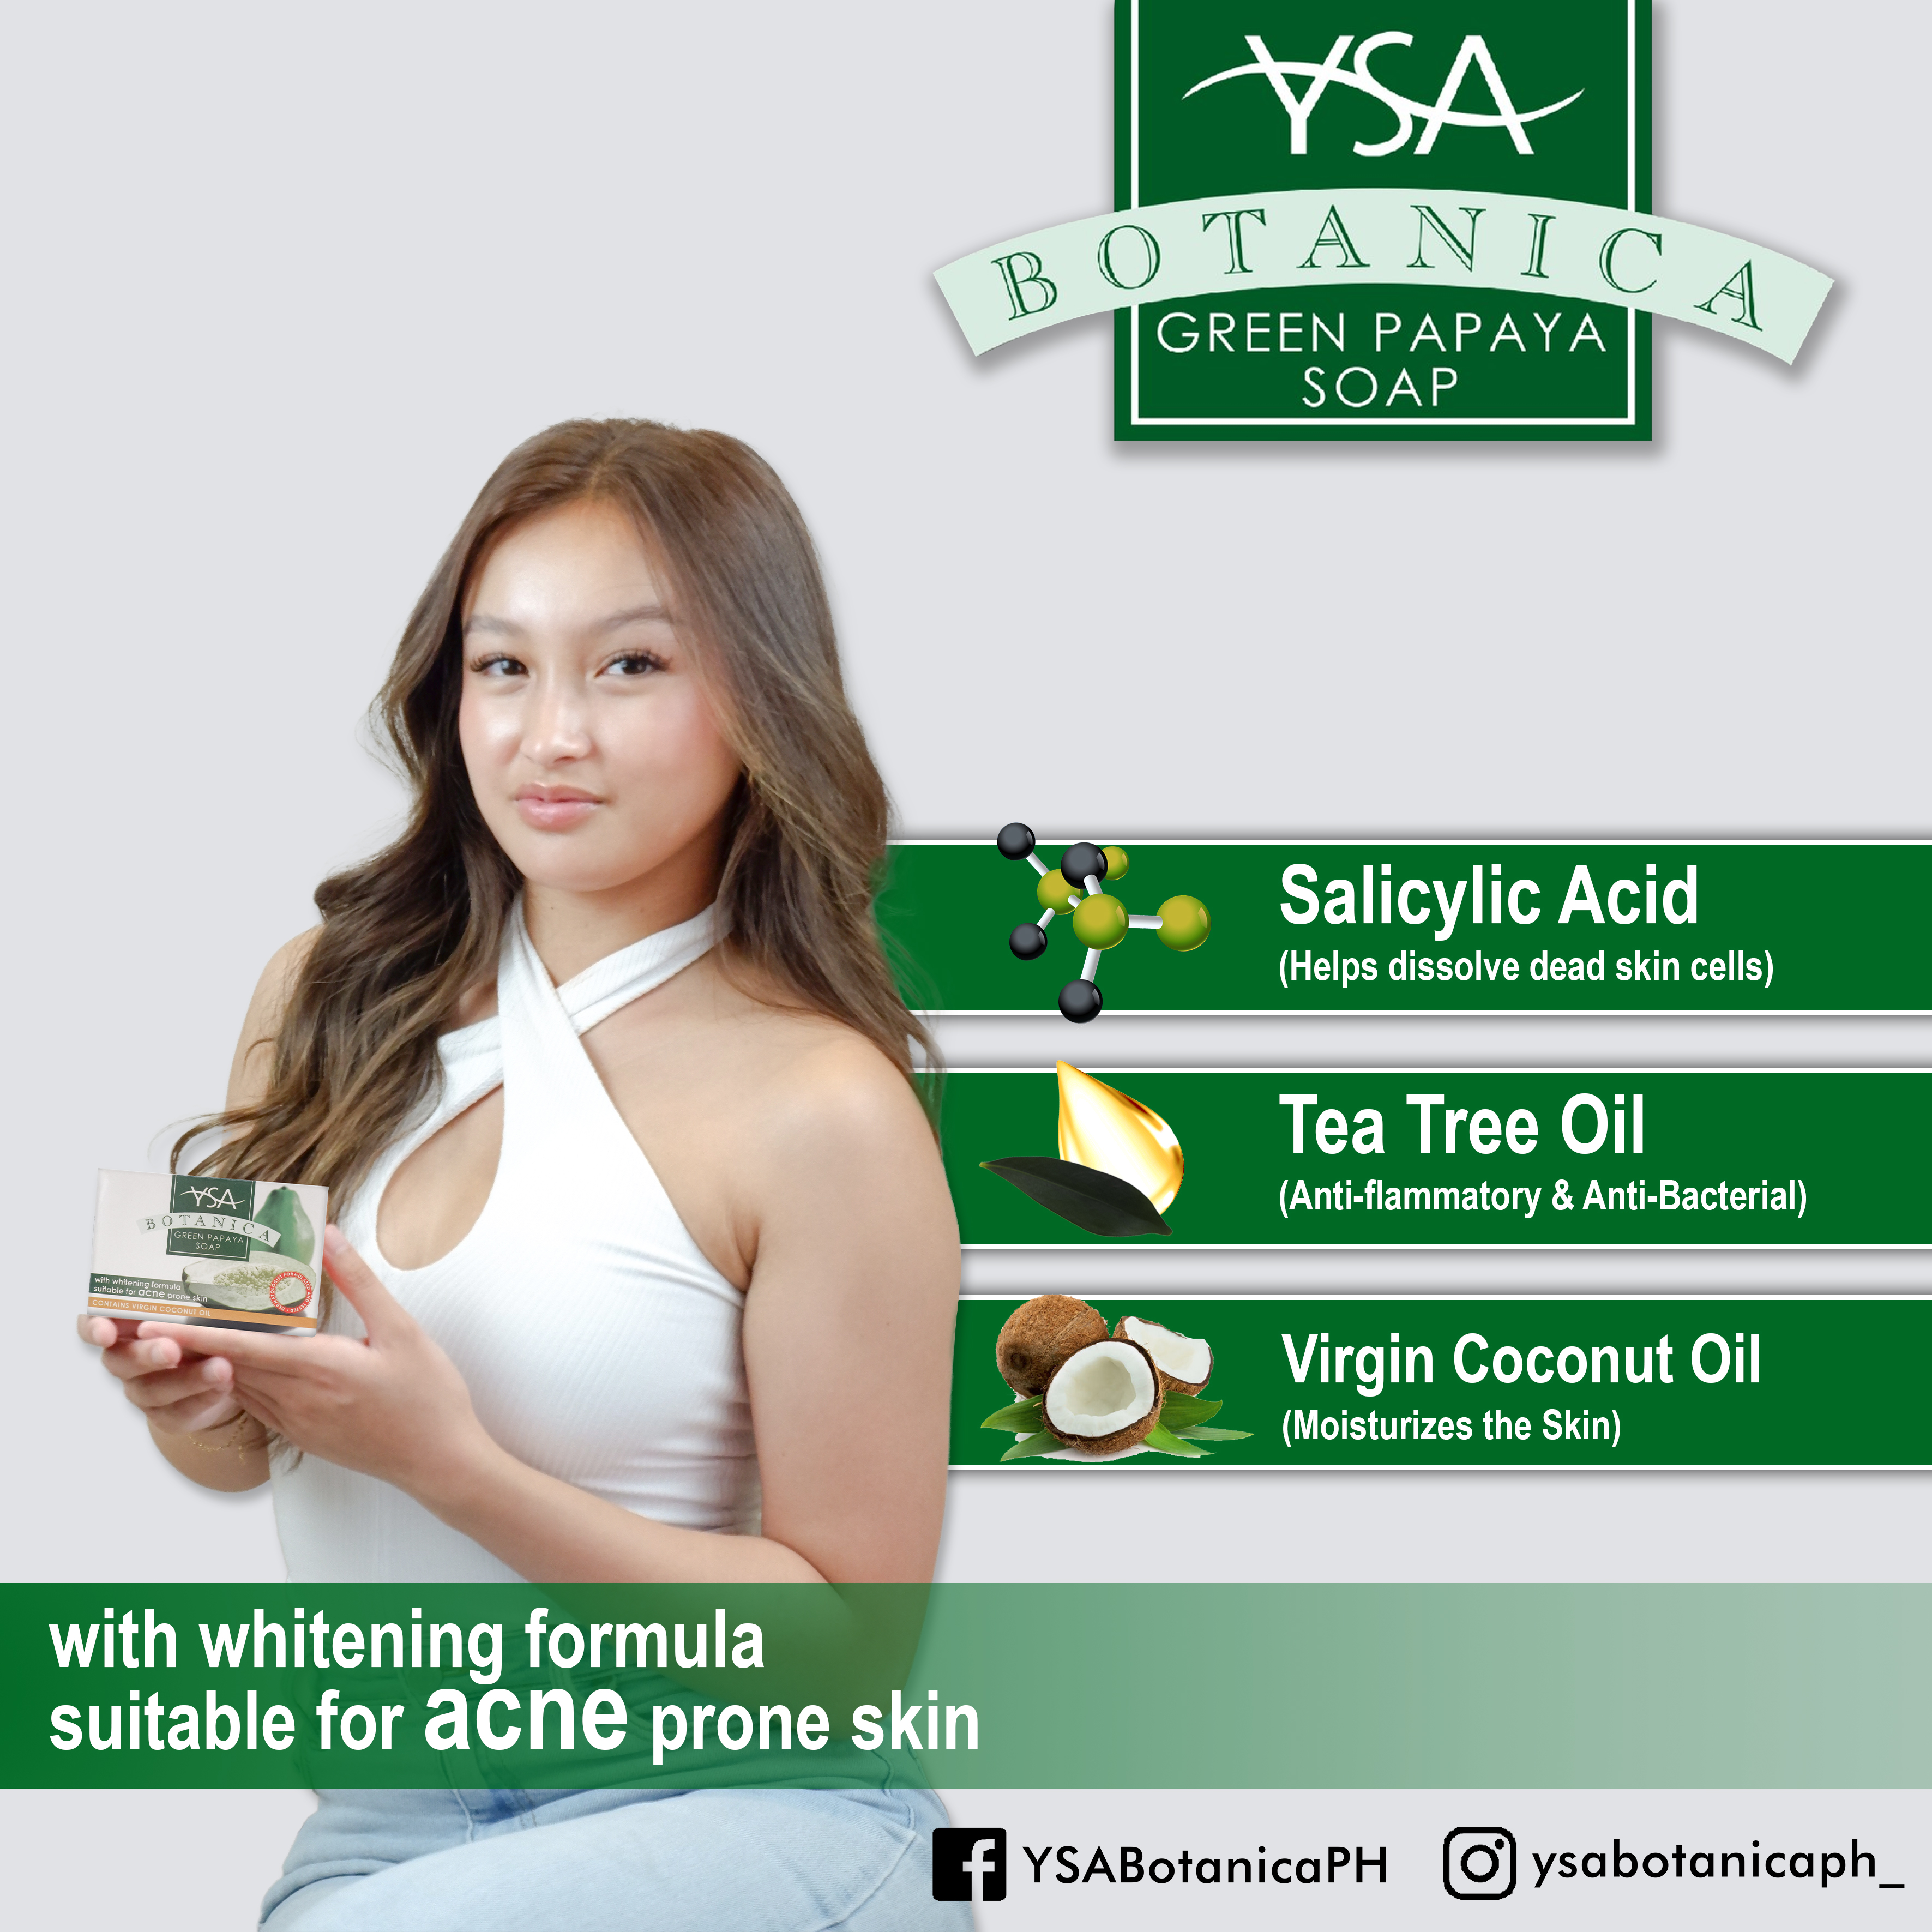 YSA
BOTANICA
GREEN PAPAYA
SOAP
Salicylic Acid
(Helps dissolve dead skin cells)
Tea Tree Oil
(Anti-flammatory & Anti-Bacterial)
Virgin Coconut Oil
(Moisturizes the Skin)
YSA
BOTANICA
GREEN PAPAYA
SOAP
with whitening formula
suitable for acne prone skin
CONTAINS VIRGIN COCONUT OIL
with whitening formula
suitable for acne prone skin
YSABotanicaPH
ysabotanicaph_